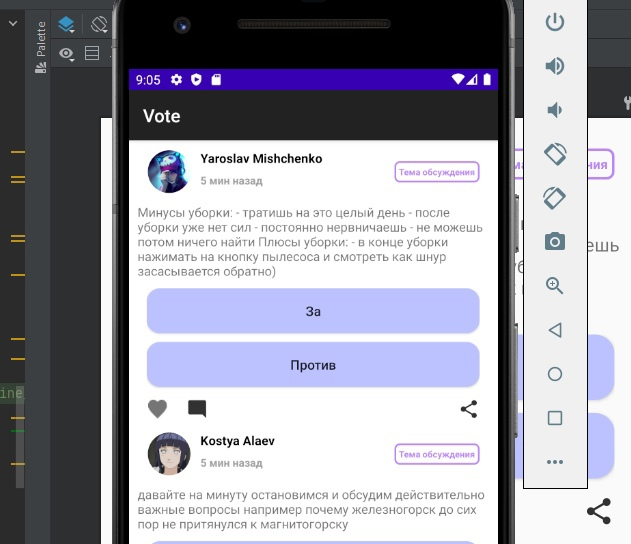 Palette
9:05
Vote
Yaroslav Mishchenko
5 мин назад
Тема обсуждения
Минусы уборки: - тратишь на это целый день - после
уборки уже нет сил - постоянно нервничаешь - не можешь
потом ничего найти Плюсы уборки: - в конце уборки
нажимать на кнопку пылесоса и смотреть как шнур
засасывается обратно)
За
Против
Kostya Alaev
5 мин назад
Тема обсуждения
давайте на минуту остановимся и обсудим действительно
важные вопросы например почему железногорск до сих
пор не притянулся к магнитогорску